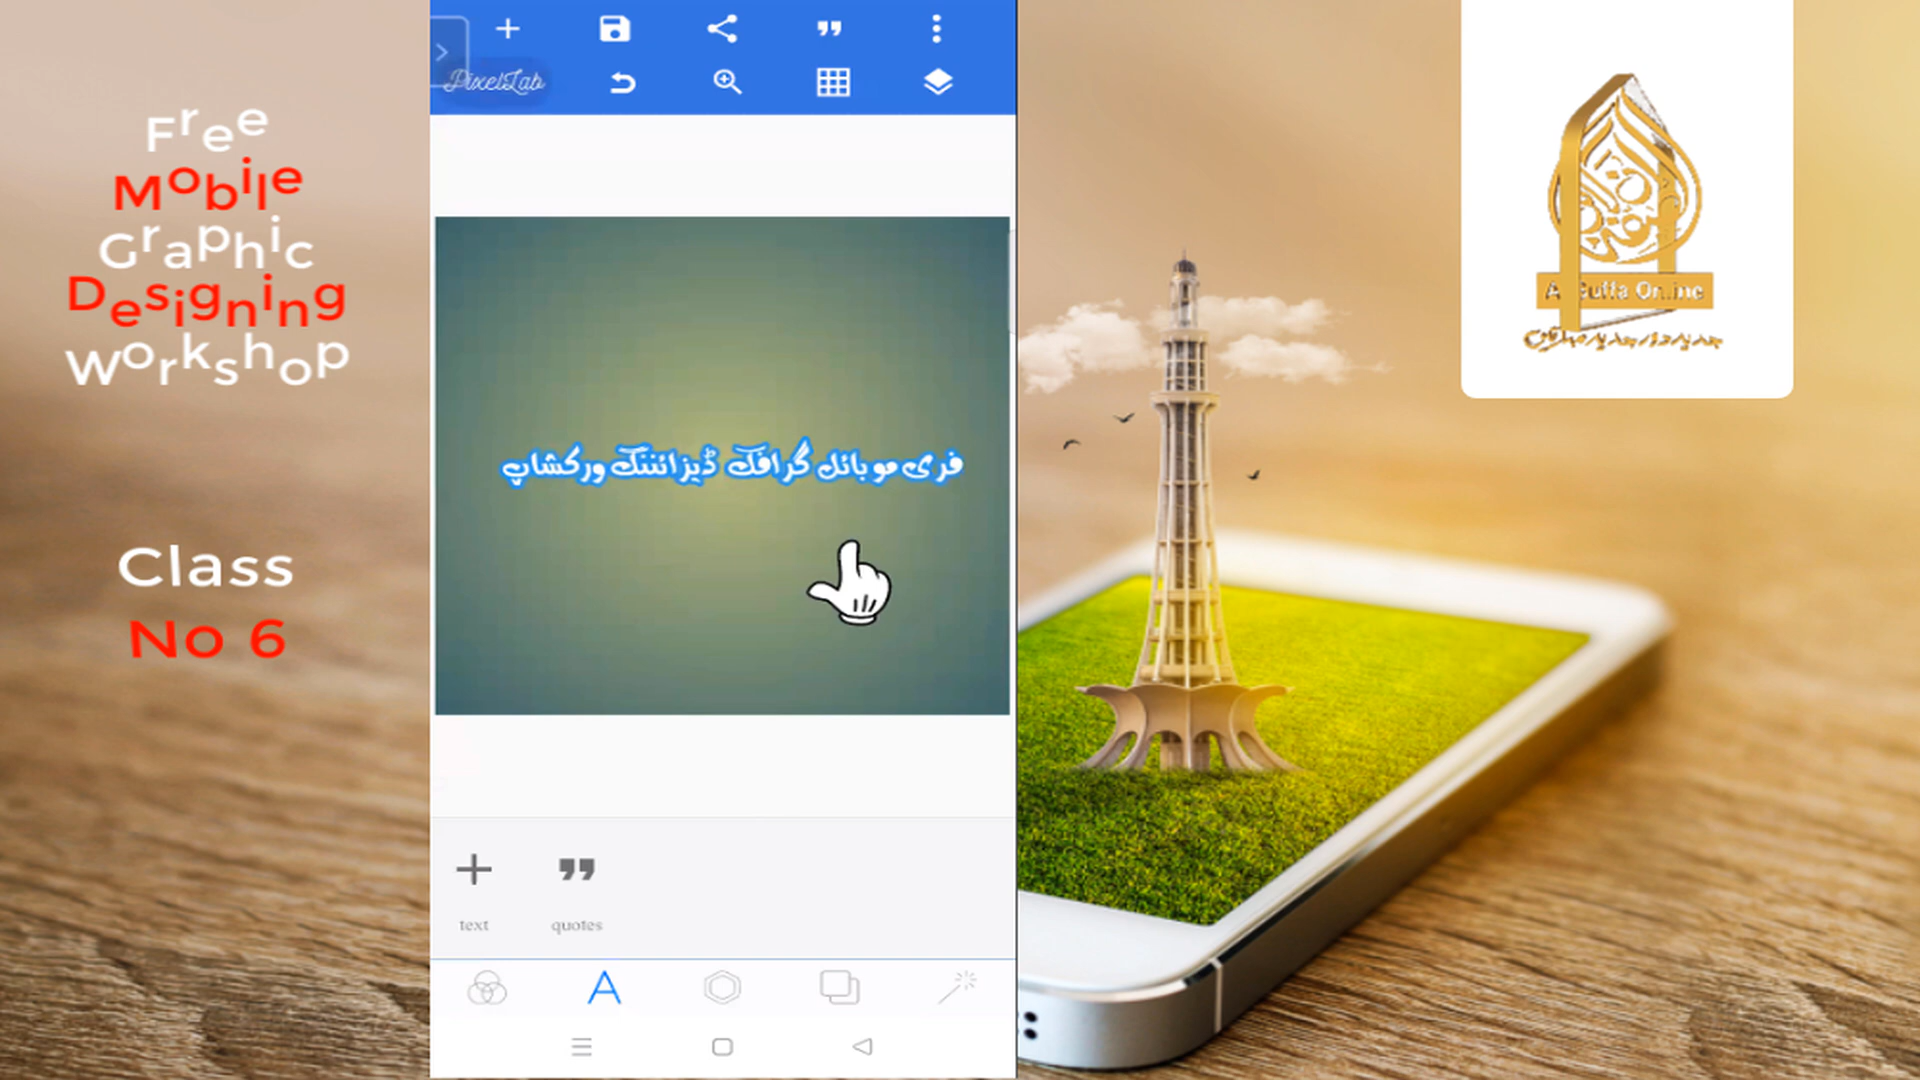 Free
Mobile
Graphic
Designing
Workshop
Class
No 6
PixelLab
فری موبائل گرافک ڈیزائننگ ورکشاپ
text
quotes